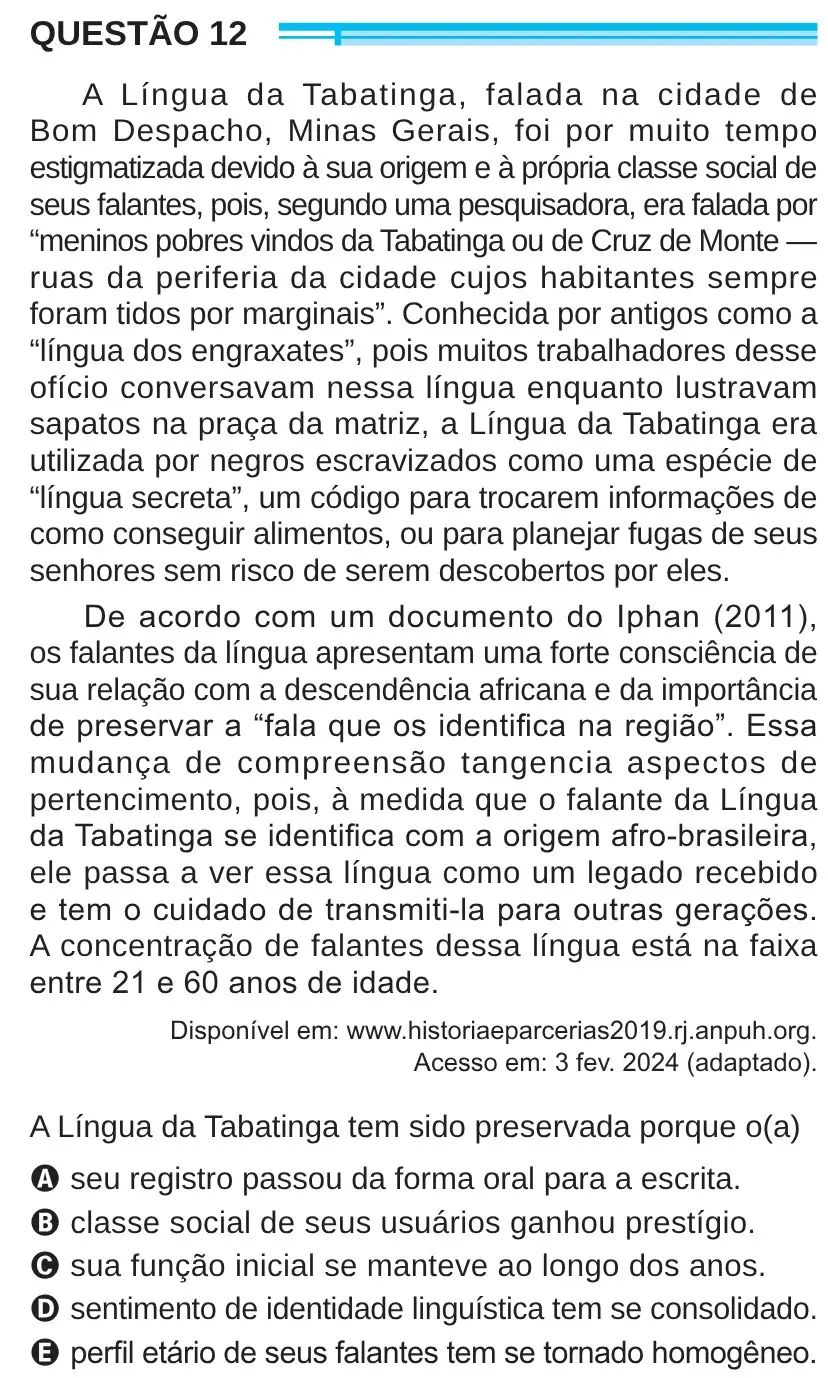 QUESTÃO 12
A Língua da Tabatinga, falada na cidade de
Bom Despacho, Minas Gerais, foi por muito tempo
estigmatizada devido à sua origem e à própria classe social de
seus falantes, pois, segundo uma pesquisadora, era falada por
“meninos pobres vindos da Tabatinga ou de Cruz de Monte —
ruas da periferia da cidade cujos habitantes sempre
foram tidos por marginais”. Conhecida por antigos como a
“língua dos engraxates”, pois muitos trabalhadores desse
ofício conversavam nessa língua enquanto lustravam
sapatos na praça da matriz, a Língua da Tabatinga era
utilizada por negros escravizados como uma espécie de
“língua secreta”, um código para trocarem informações de
como conseguir alimentos, ou para planejar fugas de seus
senhores sem risco de serem descobertos por eles.
De acordo com um documento do Iphan (2011),
os falantes da língua apresentam uma forte consciência de
sua relação com a descendência africana e da importância
de preservar a “fala que os identifica na região”. Essa
mudança de compreensão tangencia aspectos de
pertencimento, pois, à medida que o falante da Língua
da Tabatinga se identifica com a origem afro-brasileira,
ele passa a ver essa língua como um legado recebido
e tem o cuidado de transmiti-la para outras gerações.
A concentração de falantes dessa língua está na faixa
entre 21 e 60 anos de idade.
Disponível em: www.historiaeparcerias2019.rj.anpuh.org.
Acesso em: 3 fev. 2024 (adaptado).
A Língua da Tabatinga tem sido preservada porque o(a)
A seu registro passou da forma oral para a escrita.
B classe social de seus usuários ganhou prestígio.
C sua função inicial se manteve ao longo dos anos.
D sentimento de identidade linguística tem se consolidado.
E perfil etário de seus falantes tem se tornado homogêneo.